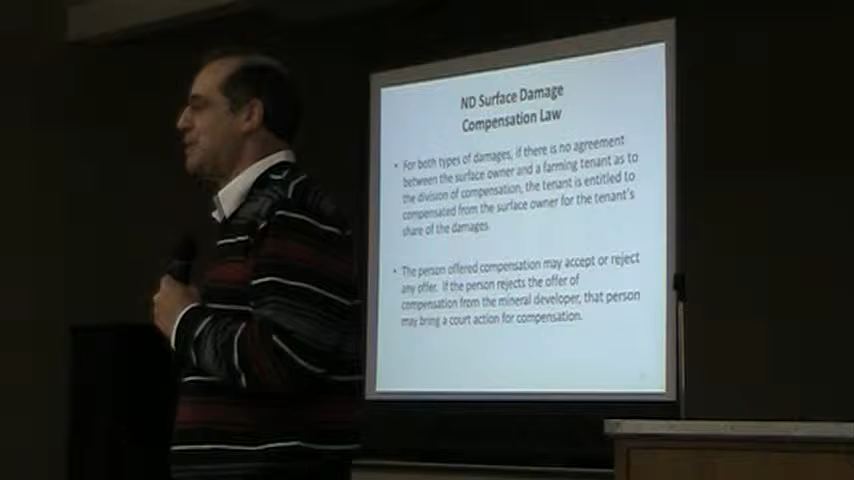 ND Surface Damage
Compensation Law
• For both types of damages, if there is no agreement
between the surface owner and a farming tenant as to
the division of compensation, the tenant is entitled to
compensated from the surface owner for the tenant's
share of the damages.
• The person offered compensation may accept or reject
any offer. If the person rejects the offer of
compensation from the mineral developer, that person
may bring a court action for compensation.